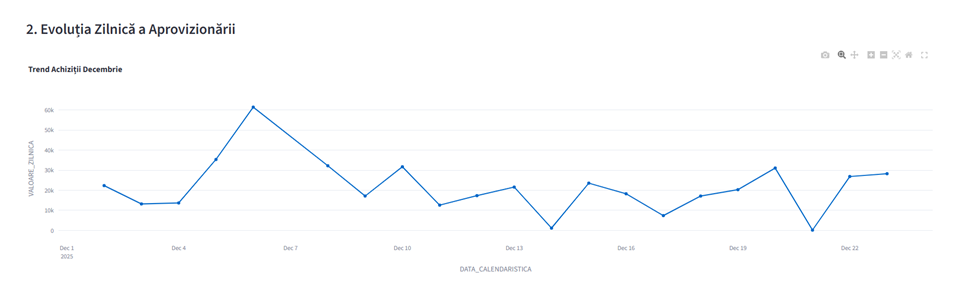 2. Evoluția Zilnică a Aprovizionării
Trend Achiziții Decembrie
60k
50k
40k
30k
20k
10k
0
VALOARE_ZILNICA
Dec 1
2025
Dec 4
Dec 7
Dec 10
Dec 13
Dec 16
Dec 19
Dec 22
DATA_CALENDARISTICA